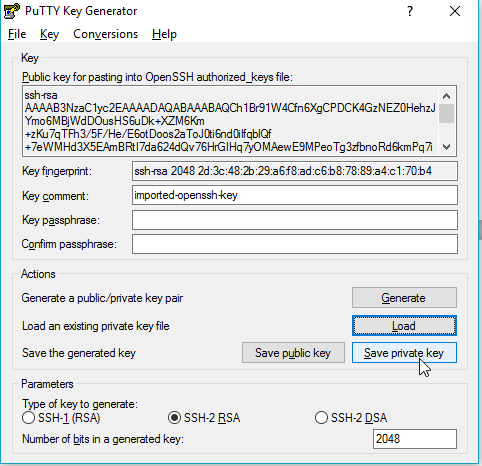 PuTTY Key Generator
? ×
File Key Conversions Help
Key
Public key for pasting into OpenSSH authorized_keys file:
ssh-rsa
AAAAB3NzaC1yc2EAAAADAQABAAABAQCh1Br91W4Cfn6XgCPDCK4GzNEZ0HehzJ
Ymo6MBjWdDOusHS6uDk+XZM6Km
+zKu7qTFh3/5F/He/E6otDoos2aToJ0ti6nd0iIfqblQf
+7eWMHd3X5EAmBRtI7da624dQv76HrGIHq7yOMAewE9MPeoTg3zfbnoRd6kmPq7i
Key fingerprint: ssh-rsa 2048 2d:3c:48:2b:29:a6:f8:ad:c6:b8:78:89:a4:c1:70:b4
Key comment: imported-openssh-key
Key passphrase:
Confirm passphrase:
Actions
Generate a public/private key pair Generate
Load an existing private key file Load
Save the generated key Save public key Save private key
Parameters
Type of key to generate:
SSH-1 (RSA) SSH-2 RSA SSH-2 DSA
Number of bits in a generated key: 2048